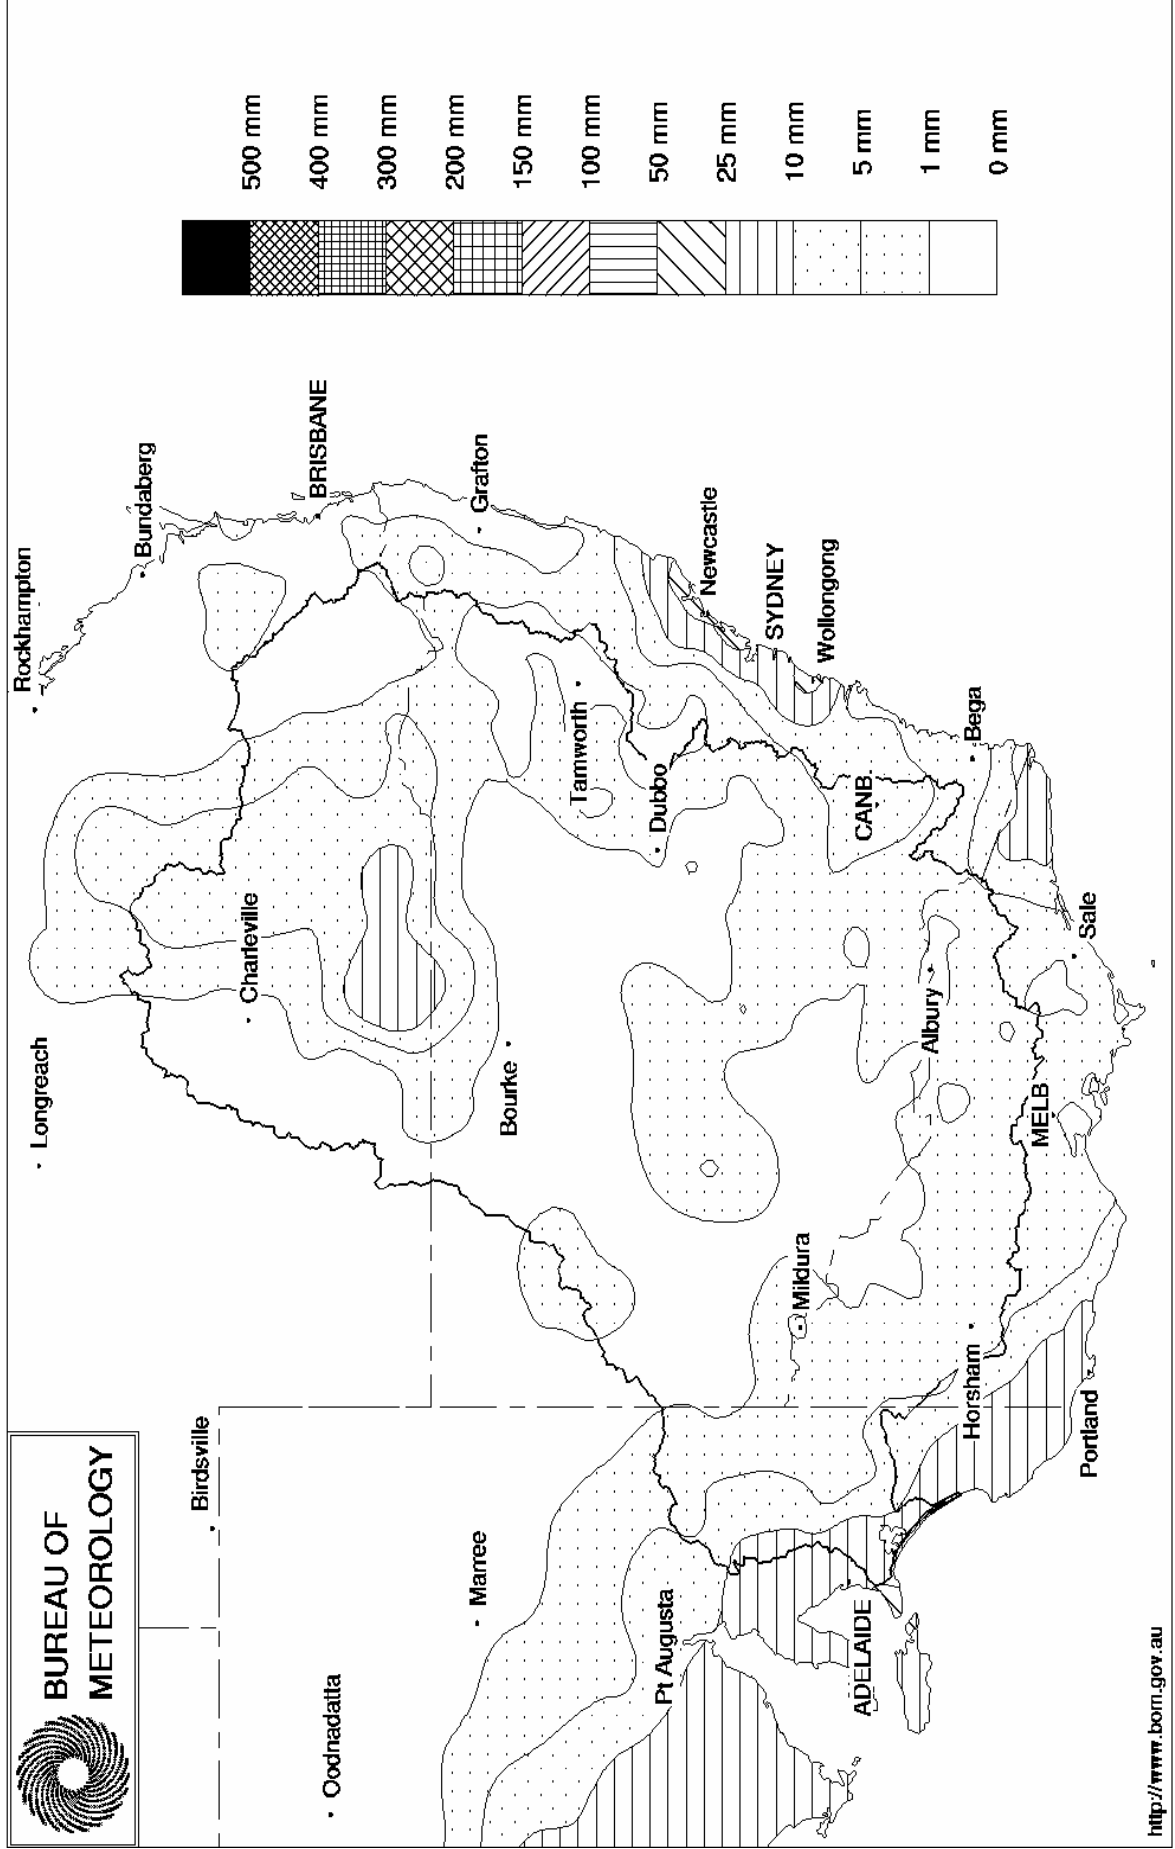 BUREAU OF
METEOROLOGY
Rockhampton
Bundaberg
Longreach
BRISBANE
Charleville
Birdsville
Grafton
Oodnadatta
Marree
Bourke
Newcastle
Tamworth
SYDNEY
Dubbo
Pt Augusta
Wollongong
Mildura
CANB.
ADELAIDE
Bega
Albury
Horsham
MELB
Sale
Portland
500 mm
400 mm
300 mm
200 mm
150 mm
100 mm
50 mm
25 mm
10 mm
5 mm
1 mm
0 mm
http://www.bom.gov.au